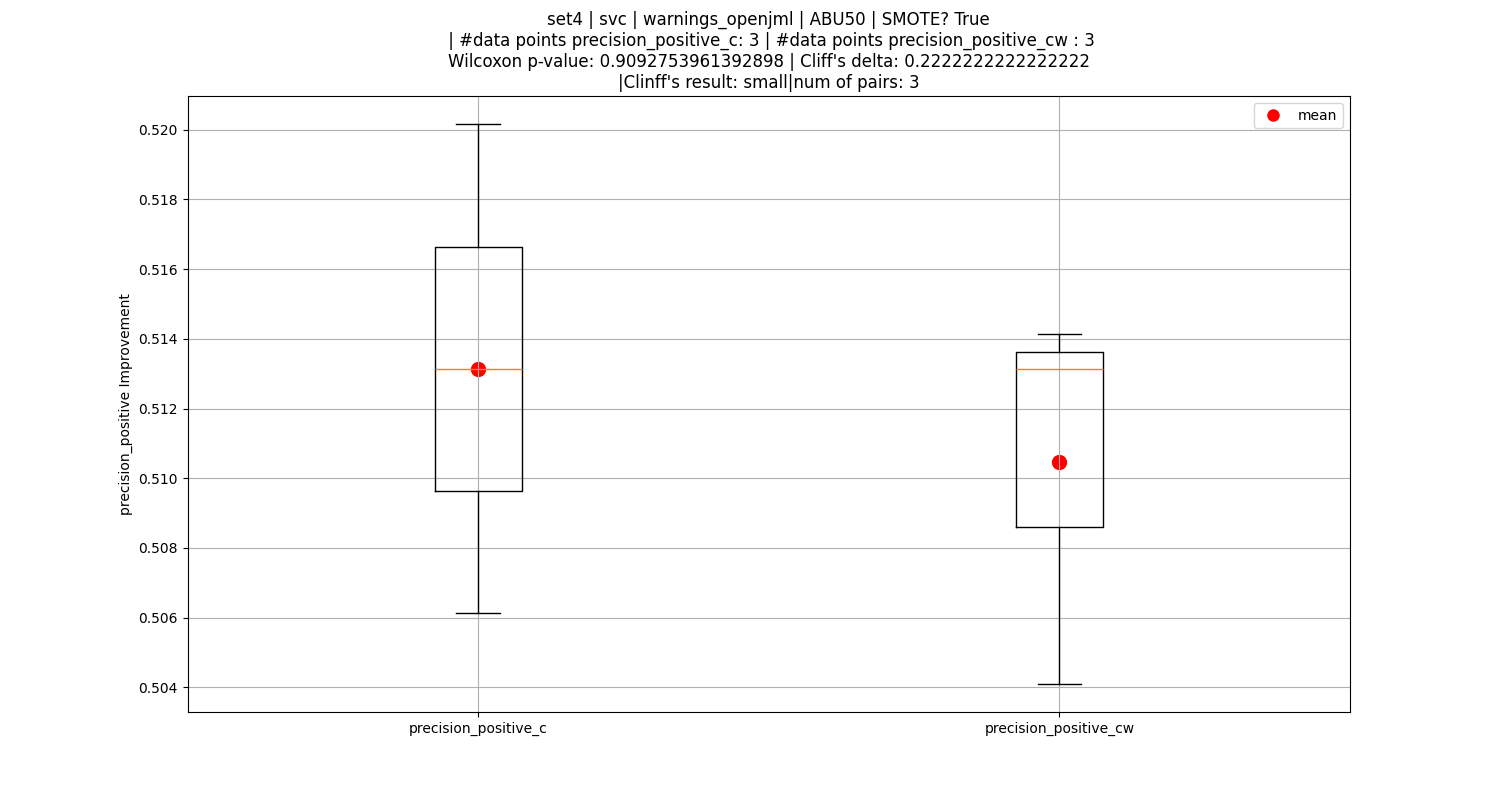 set4 | svc | warnings_openjml | ABU50 | SMOTE? True
| #data points precision_positive_c: 3 | #data points precision_positive_cw : 3
Wilcoxon p-value: 0.9092753961392898 | Cliff's delta: 0.2222222222222222
|Clinff's result: small|num of pairs: 3
mean
0.520
0.518
0.516
0.514
0.512
0.510
0.508
0.506
0.504
precision_positive Improvement
precision_positive_c
precision_positive_cw